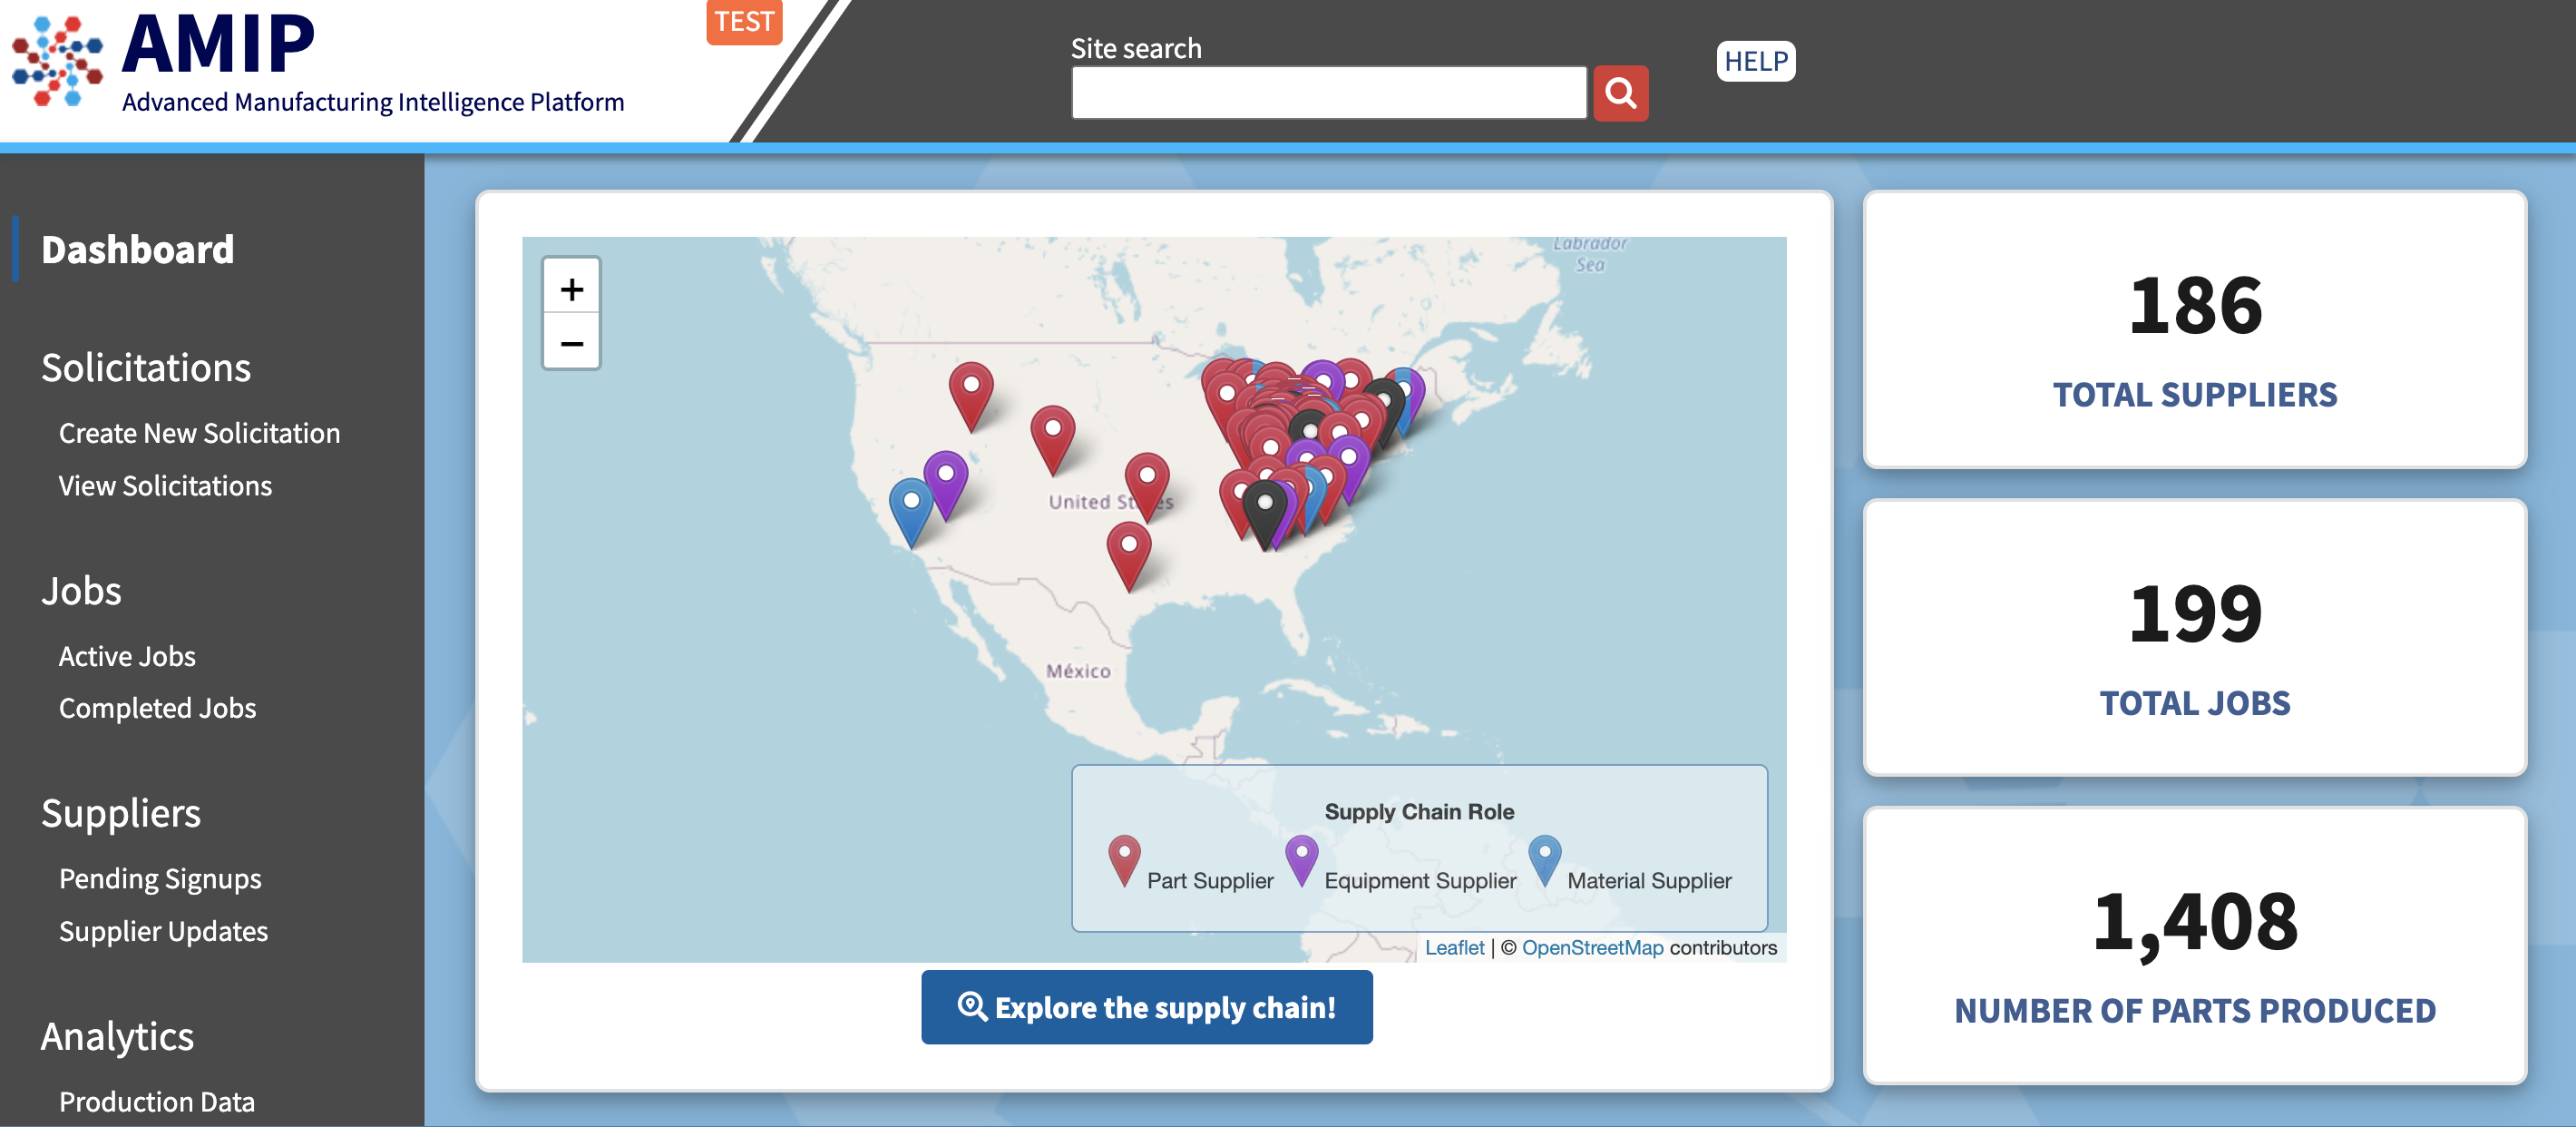 AMIP
Advanced Manufacturing Intelligence Platform
TEST
Site search
HELP
Dashboard
Solicitations
Create New Solicitation
View Solicitations
Jobs
Active Jobs
Completed Jobs
Suppliers
Pending Signups
Supplier Updates
Analytics
Production Data
+
−
Labrador
Sea
United States
México
Supply Chain Role
Part Supplier
Equipment Supplier
Material Supplier
Leaflet | © OpenStreetMap contributors
Explore the supply chain!
186
TOTAL SUPPLIERS
199
TOTAL JOBS
1,408
NUMBER OF PARTS PRODUCED